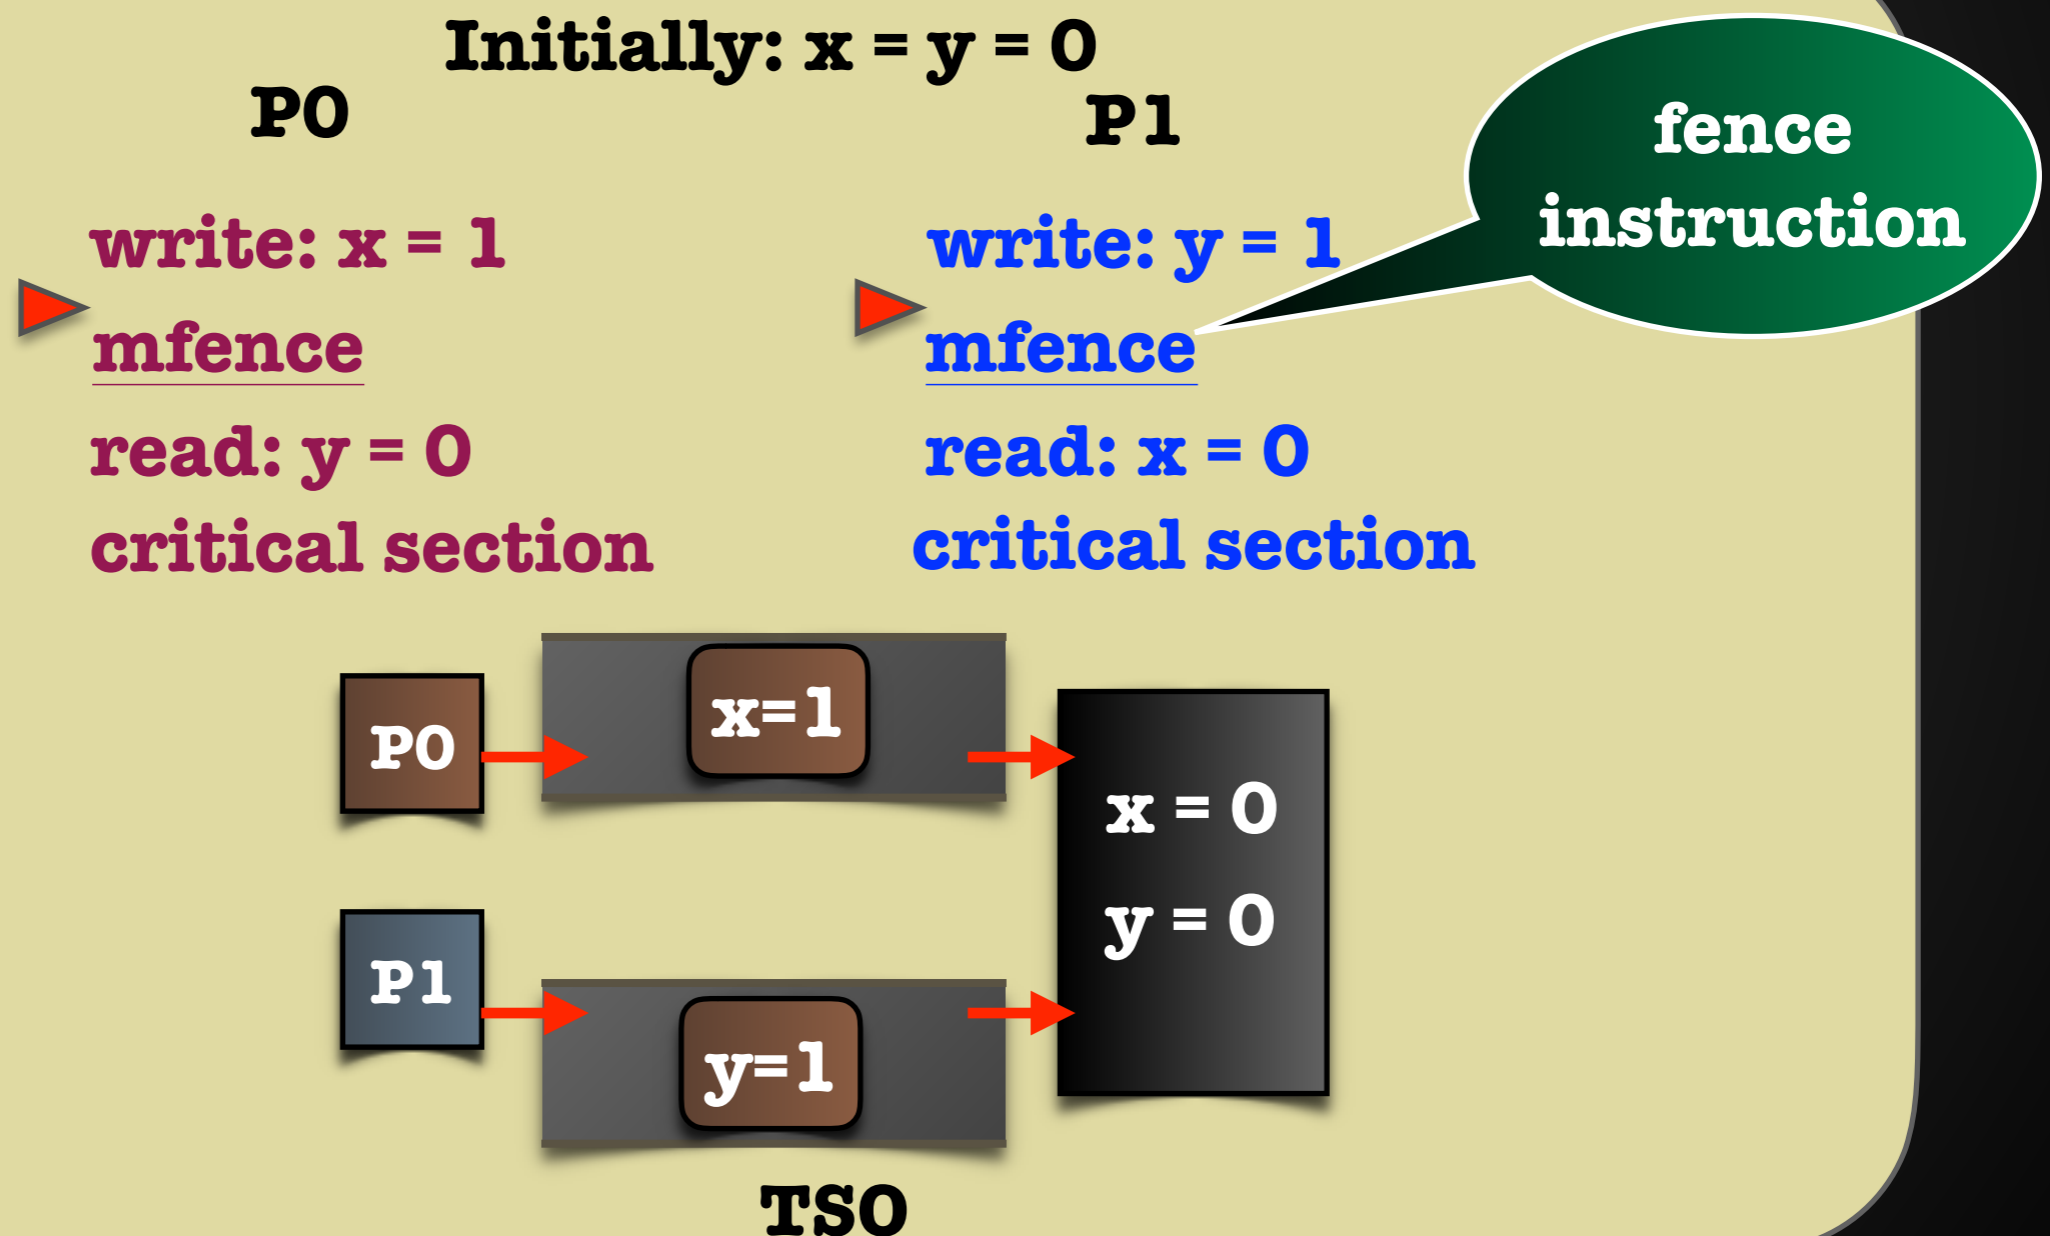 Initially: x = y = 0
P0
P1
fence
instruction
write: x = 1
write: y = 1
mfence
mfence
read: y = 0
read: x = 0
critical section
critical section
P0
x=1
x = 0
y = 0
P1
y=1
TSO